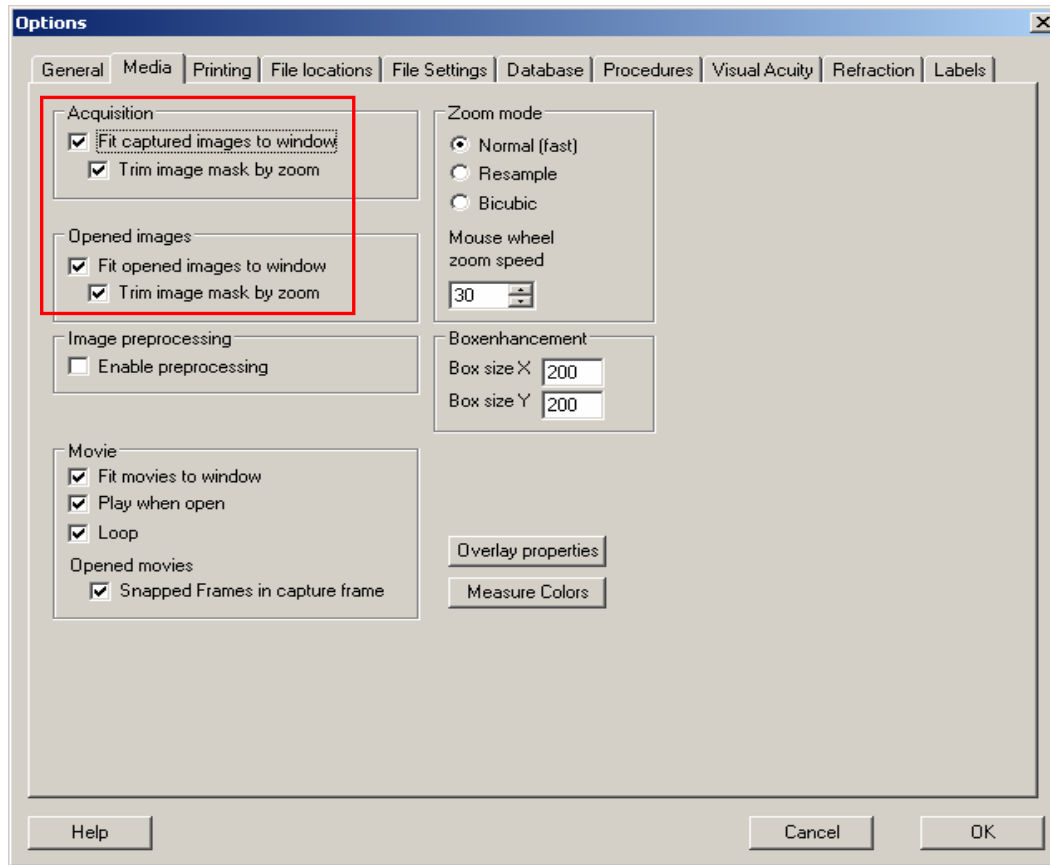 Options
General Media Printing File locations File Settings Database Procedures Visual Acuity Refraction Labels
Acquisition
Fit captured images to window
Trim image mask by zoom
Opened images
Fit opened images to window
Trim image mask by zoom
Image preprocessing
Enable preprocessing
Movie
Fit movies to window
Play when open
Loop
Opened movies
Snapped Frames in capture frame
Zoom mode
Normal (fast)
Resample
Bicubic
Mouse wheel
zoom speed
30
Boxenhancement
Box size X 200
Box size Y 200
Overlay properties
Measure Colors
Help Cancel OK